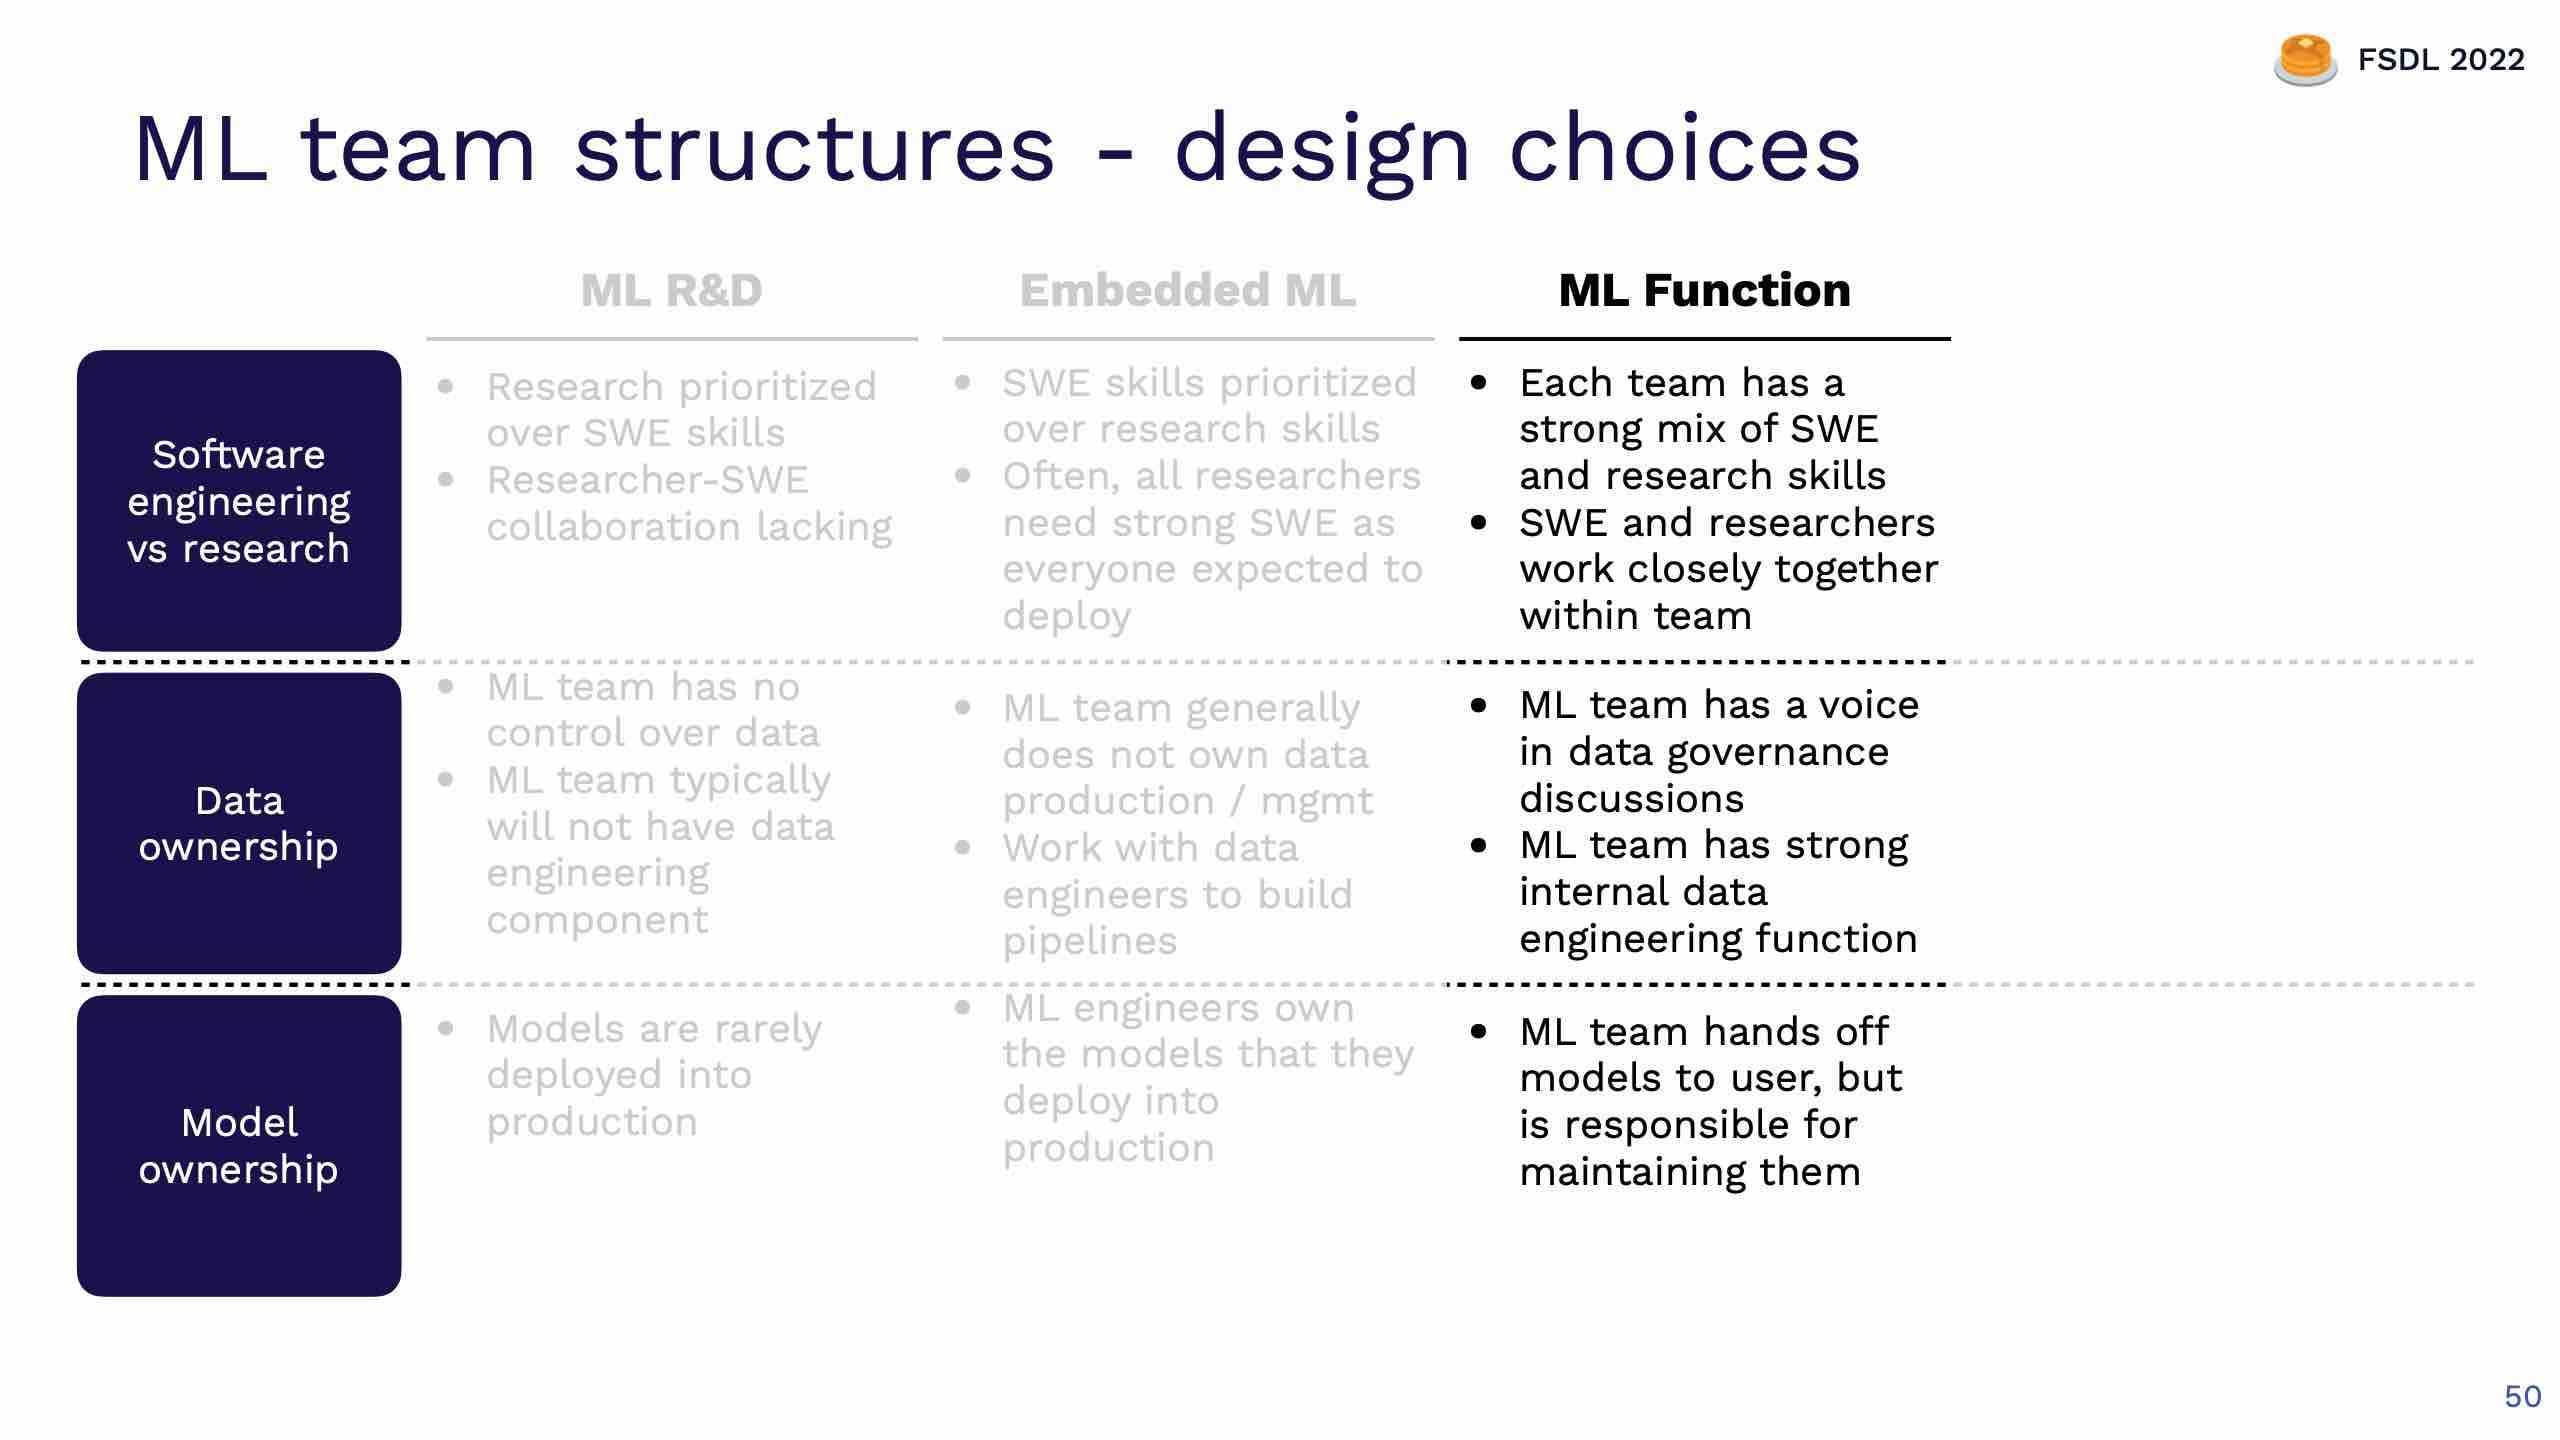 FSDL 2022
ML team structures - design choices
ML R&D
Embedded ML
ML Function
Software
engineering
vs research
• Research prioritized
over SWE skills
• Researcher-SWE
collaboration lacking
• SWE skills prioritized
over research skills
• Often, all researchers
need strong SWE as
everyone expected to
deploy
• Each team has a
strong mix of SWE
and research skills
• SWE and researchers
work closely together
within team
Data
ownership
• ML team has no
control over data
• ML team typically
will not have data
engineering
component
• ML team generally
does not own data
production / mgmt
• Work with data
engineers to build
pipelines
• ML team has a voice
in data governance
discussions
• ML team has strong
internal data
engineering function
Model
ownership
• Models are rarely
deployed into
production
• ML engineers own
the models that they
deploy into
production
• ML team hands off
models to user, but
is responsible for
maintaining them
50